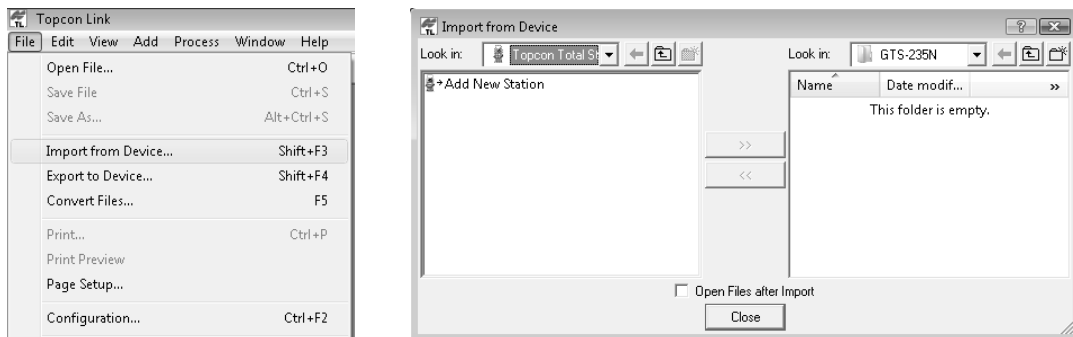 Topcon Link
File Edit View Add Process Window Help
Open File... Ctrl+O
Save File Ctrl+S
Save As... Alt+Ctrl+S
Import from Device... Shift+F3
Export to Device... Shift+F4
Convert Files... F5
Print... Ctrl+P
Print Preview
Page Setup...
Configuration... Ctrl+F2
Import from Device
Look in: Topcon Total St
Look in: GTS-235N
Add New Station
Name Date modif... »
This folder is empty.
>>
<<
Open Files after Import
Close